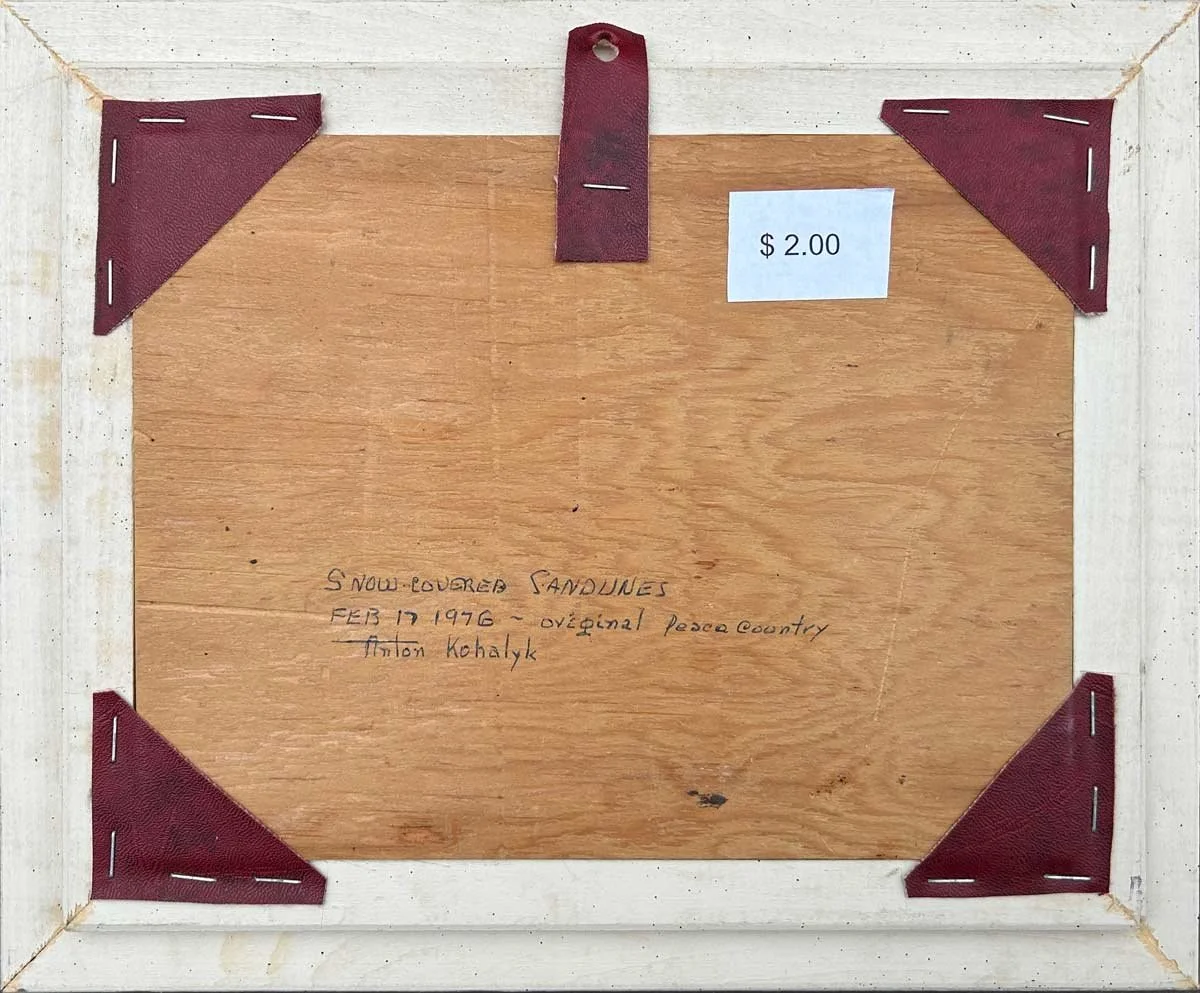 $ 2.00
SNOW-COVERED SANDUNES
FEB 17 1976 ~ original Peace Country
Anton Kohalyk